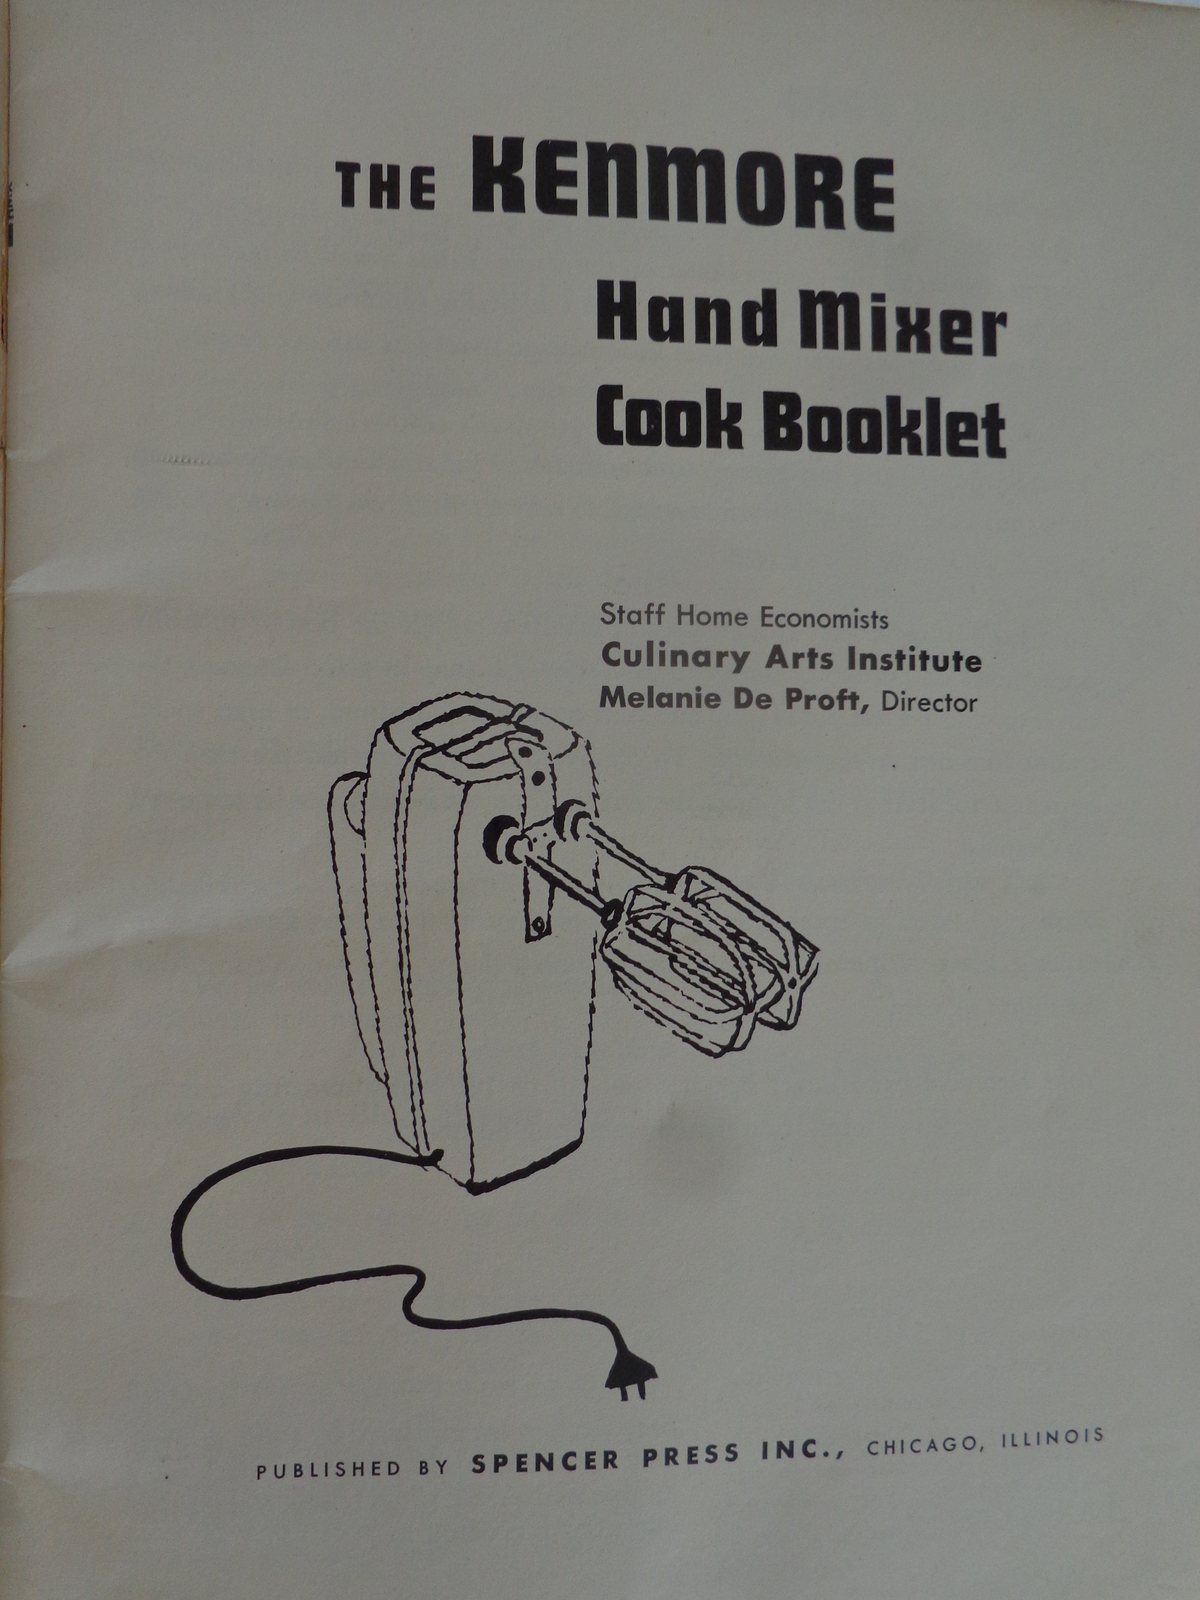 THE KENMORE
Hand Mixer
Cook Booklet
Staff Home Economists
Culinary Arts Institute
Melanie De Proft, Director
PUBLISHED BY SPENCER PRESS INC., CHICAGO, ILLINOIS